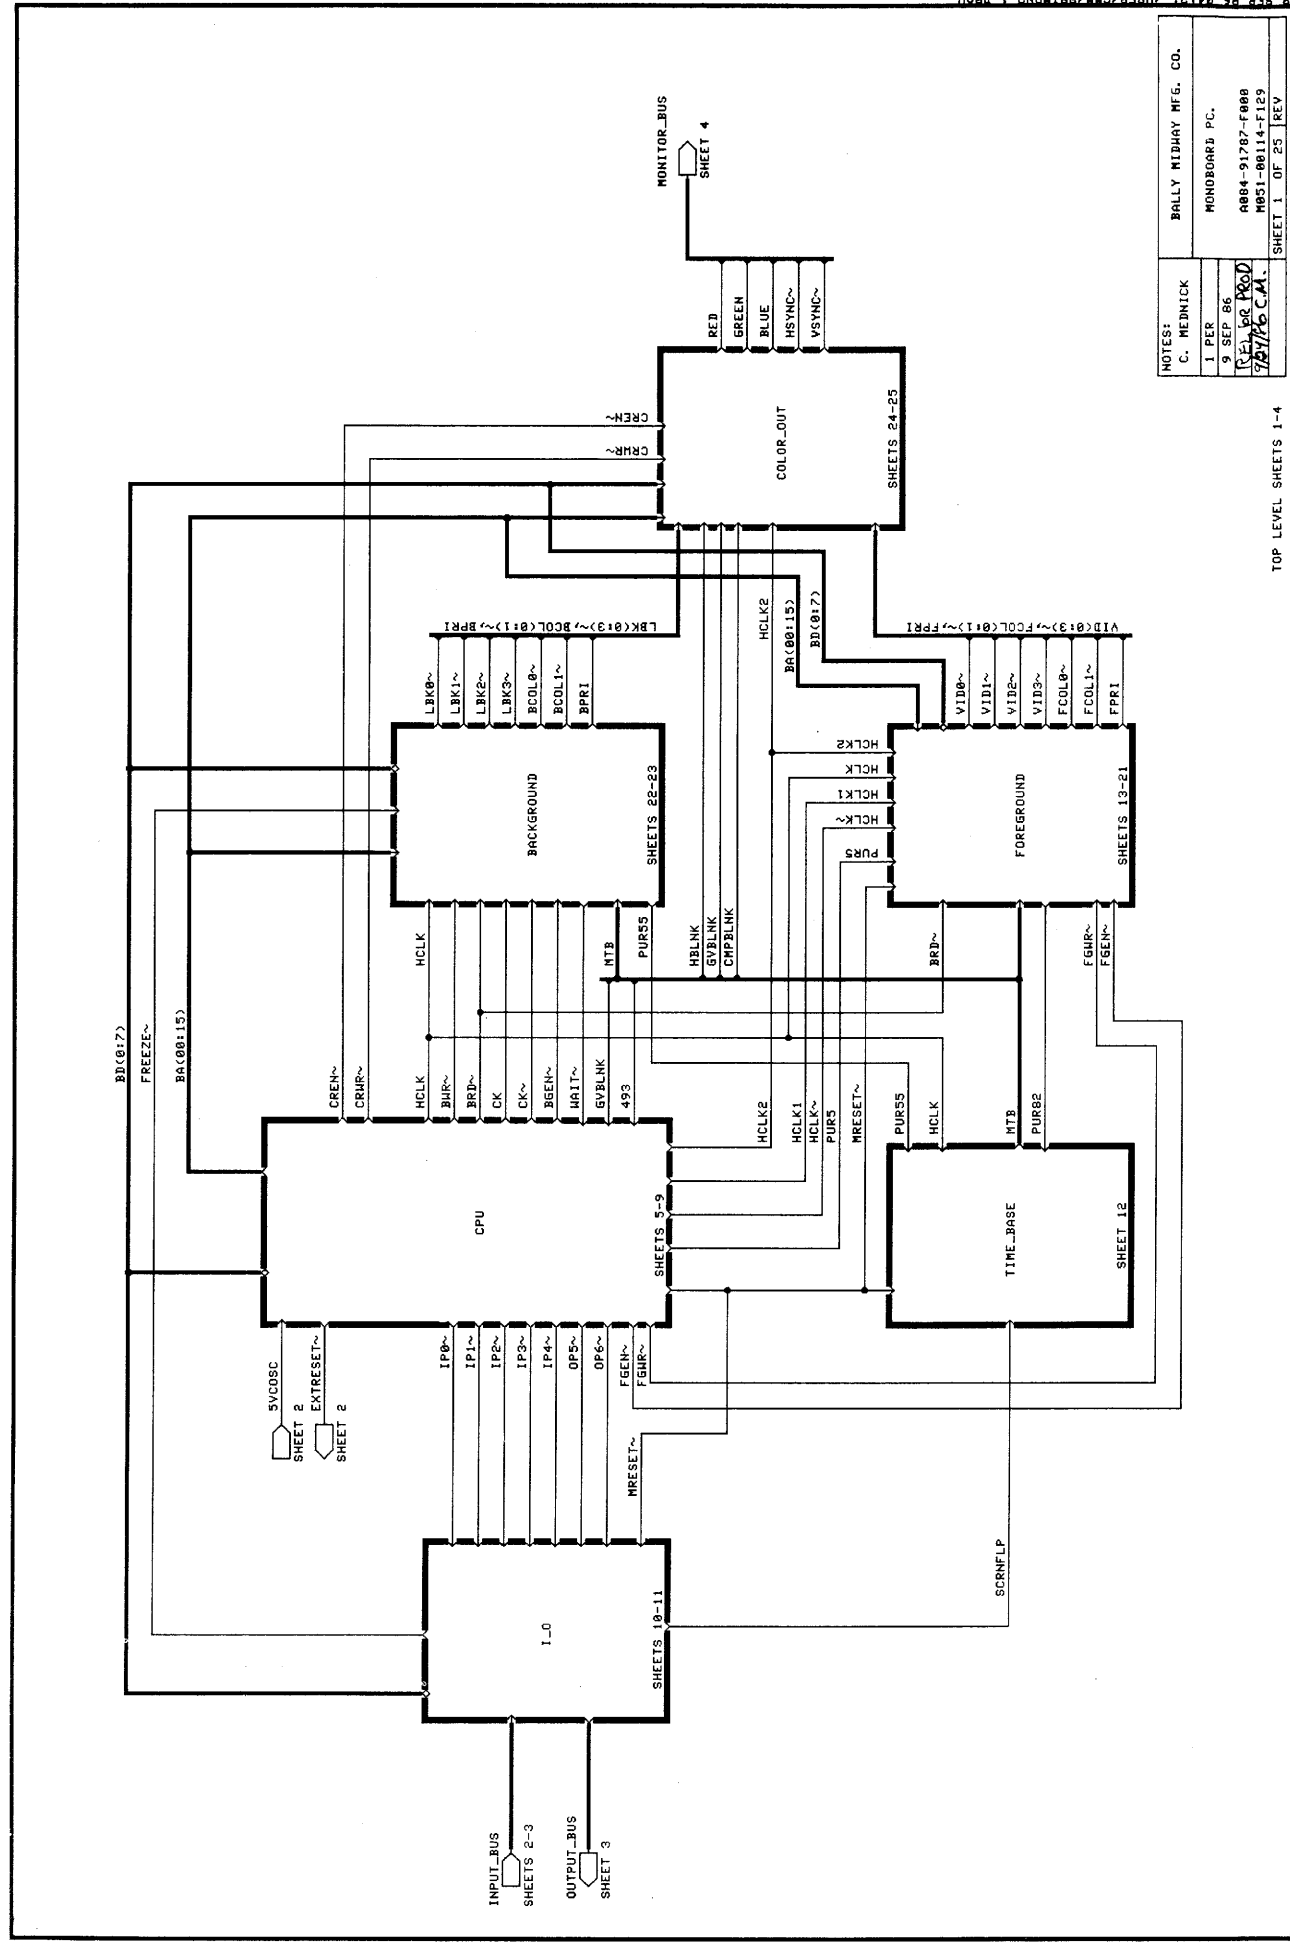 BD(0:7)
FREEZE~
BA(00:15)
MONITOR_BUS
SHEET 4
5VCOSC
SHEET 2
EXTRESET~
SHEET 2
CREN~
CRWR~
CREN~
CRWR~
INPUT_BUS
SHEETS 2-3
OUTPUT_BUS
SHEET 3
I_O
SHEETS 10-11
IP0~
IP1~
IP2~
IP3~
IP4~
OP5~
OP6~
FGEN~
FGWR~
MRESET~
SCRNFLP
CPU
SHEETS 5-9
HCLK
BWR~
BRD~
CK
CK~
BGEN~
WAIT~
GVBLNK
493
HCLK2
HCLK1
HCLK~
PUR5
MRESET~
HCLK
MTB
PUR55
BACKGROUND
SHEETS 22-23
LBK0~
LBK1~
LBK2~
LBK3~
BCOL0~
BCOL1~
BPRI
LBK(0:3)~,BCOL(0:1)~,BPRI
HBLNK
GVBLNK
CMPBLNK
HCLK2
BA(00:15)
BD(0:7)
COLOR_OUT
SHEETS 24-25
RED
GREEN
BLUE
HSYNC~
VSYNC~
TIME_BASE
SHEET 12
PUR55
HCLK
MTB
PUR82
BRD~
FGWR~
FGEN~
HCLK2
HCLK
HCLK1
HCLK~
PUR5
FOREGROUND
SHEETS 13-21
VID0~
VID1~
VID2~
VID3~
FCOL0~
FCOL1~
FPRI
VID(0:3)~,FCOL(0:1)~,FPRI
TOP LEVEL SHEETS 1-4
NOTES:
C. MEDNICK
1 PER
9 SEP 86
REL for PROD
9/24/86 C.M.
BALLY MIDWAY MFG. CO.
MONOBOARD PC.
A084-91787-F000
M051-00114-F129
SHEET 1 OF 25 REV